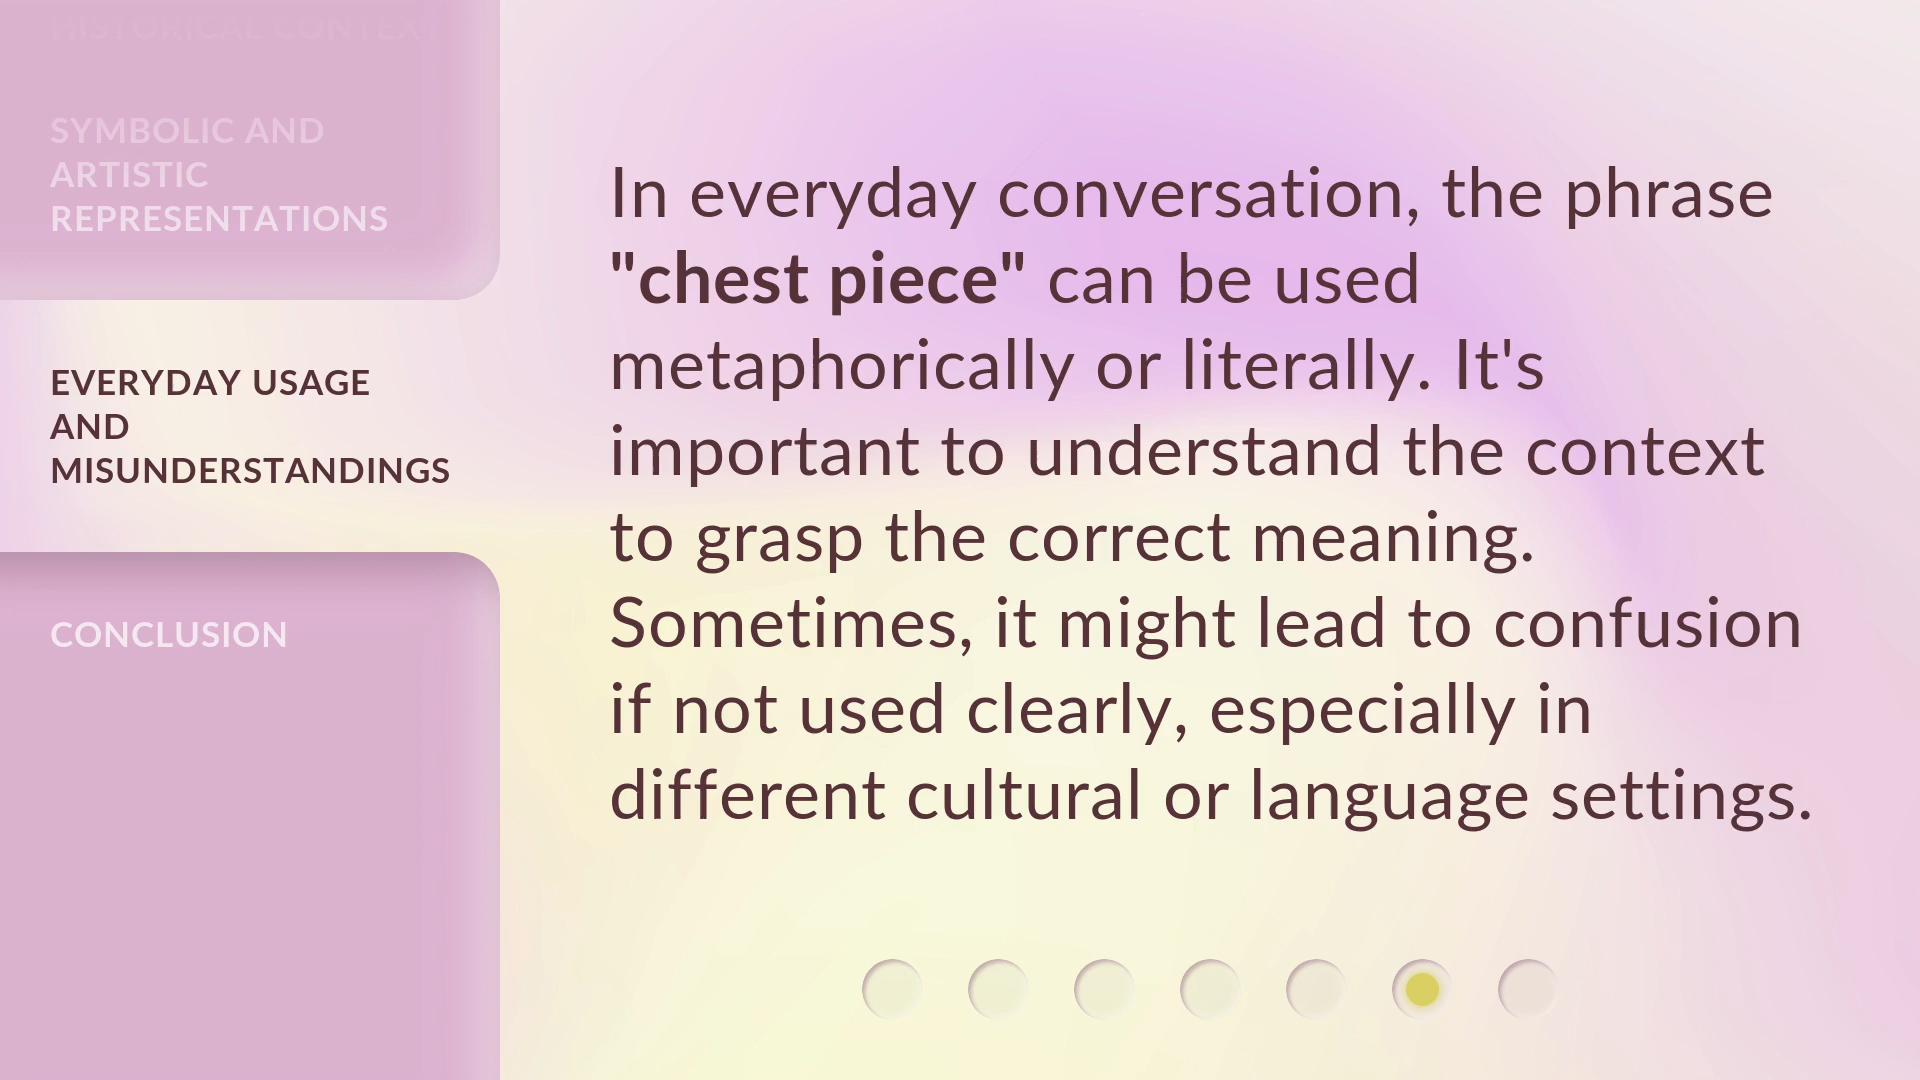 HISTORICAL CONTEXT
SYMBOLIC AND
ARTISTIC
REPRESENTATIONS
EVERYDAY USAGE
AND
MISUNDERSTANDINGS
CONCLUSION
In everyday conversation, the phrase
"chest piece" can be used
metaphorically or literally. It's
important to understand the context
to grasp the correct meaning.
Sometimes, it might lead to confusion
if not used clearly, especially in
different cultural or language settings.